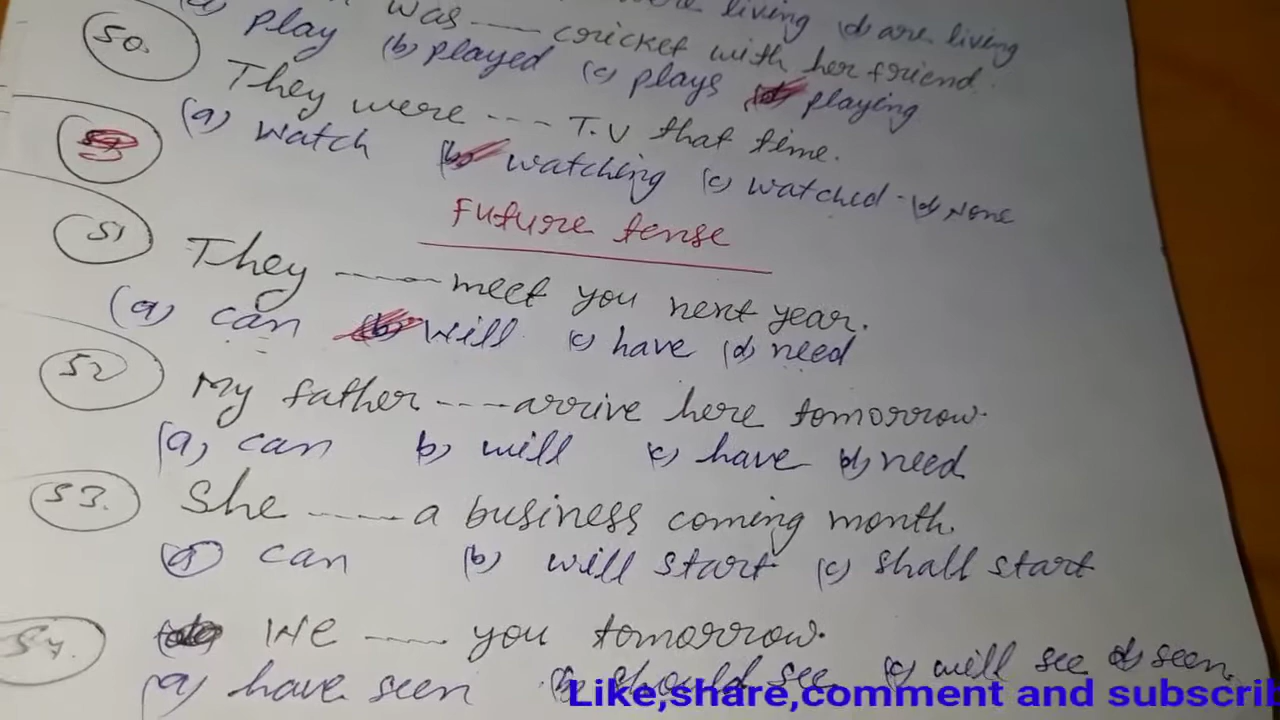 living (d) are living
50. was ---- cricket with her friend.
(a) play (b) played (c) plays (d) playing
They were --- T.V that time.
(a) watch (b) watching (c) watched (d) None
Future tense
51 They ------ meet you next year.
(a) can (b) will (c) have (d) need
52 My father ---- arrive here tomorrow.
(a) can b) will c) have d) need
53. She ----- a business coming month.
(a) can (b) will start (c) shall start
54. We ---- you tomorrow.
(a) have seen (b) should see (c) will see d) seen.
Like,share,comment and subscrib